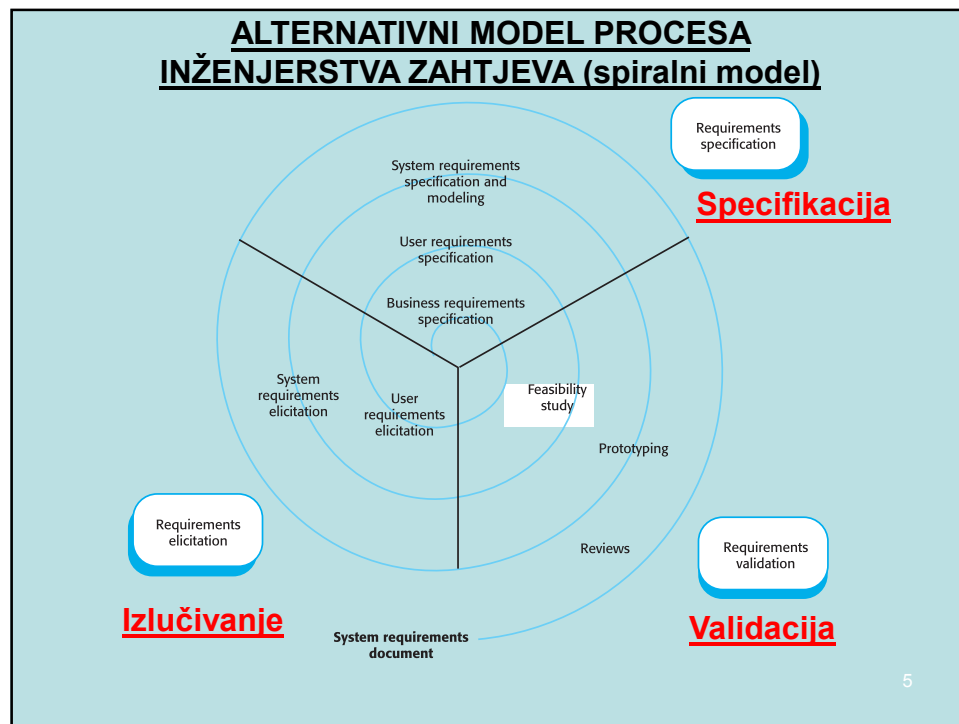 ALTERNATIVNI MODEL PROCESA
INŽENJERSTVA ZAHTJEVA (spiralni model)
Requirements
specification
Specifikacija
System requirements
specification and
modeling
User requirements
specification
Business requirements
specification
System
requirements
elicitation
User
requirements
elicitation
Feasibility
study
Prototyping
Reviews
Requirements
elicitation
Izlučivanje
Requirements
validation
Validacija
System requirements
document
5